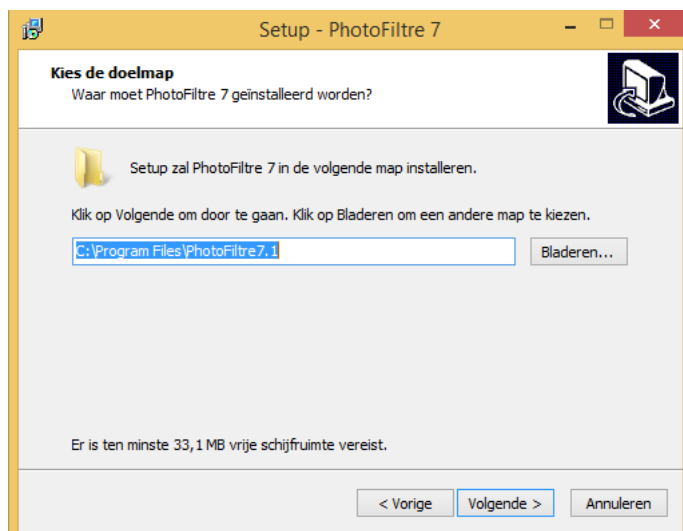 Setup - PhotoFiltre 7
Kies de doelmap
Waar moet PhotoFiltre 7 geïnstalleerd worden?
Setup zal PhotoFiltre 7 in de volgende map installeren.
Klik op Volgende om door te gaan. Klik op Bladeren om een andere map te kiezen.
C:\Program Files\PhotoFiltre7.1
Bladeren...
Er is ten minste 33,1 MB vrije schijfruimte vereist.
< Vorige
Volgende >
Annuleren